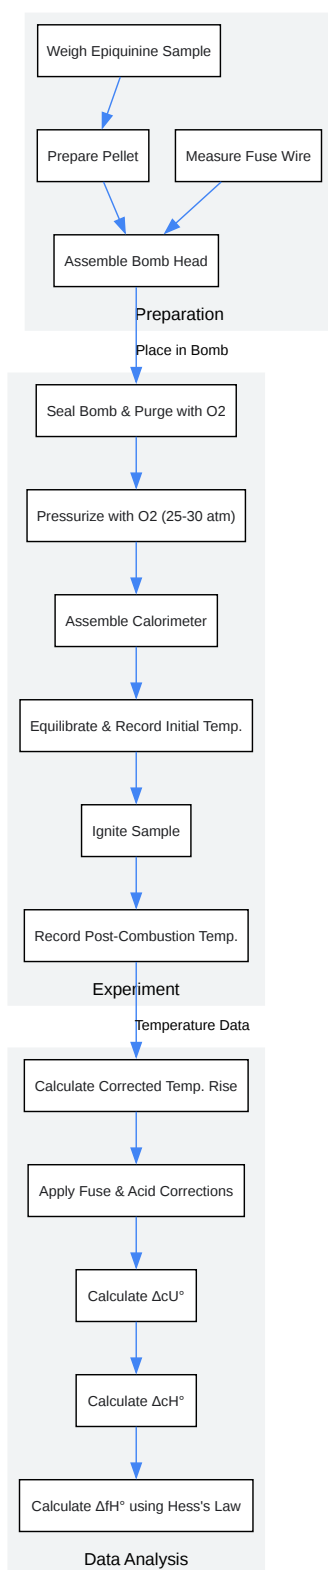 Weigh Epiquinine Sample
Prepare Pellet
Measure Fuse Wire
Assemble Bomb Head
Preparation
Place in Bomb
Seal Bomb & Purge with O2
Pressurize with O2 (25-30 atm)
Assemble Calorimeter
Equilibrate & Record Initial Temp.
Ignite Sample
Record Post-Combustion Temp.
Experiment
Temperature Data
Calculate Corrected Temp. Rise
Apply Fuse & Acid Corrections
Calculate ΔcU°
Calculate ΔcH°
Calculate ΔfH° using Hess's Law
Data Analysis